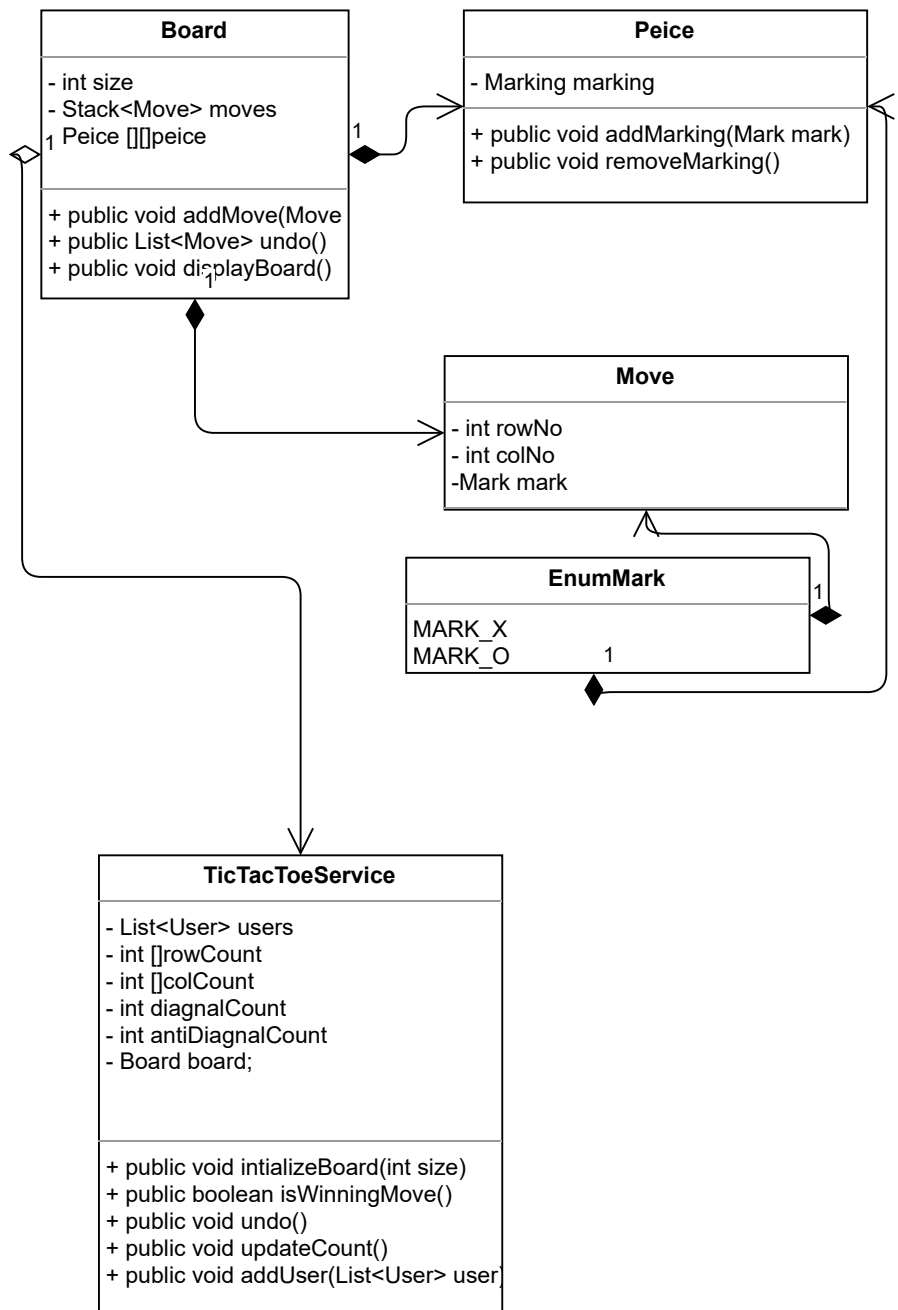 Board
- int size
- Stack<Move> moves
1 Peice [][]peice
+ public void addMove(Move
+ public List<Move> undo()
+ public void displayBoard()
1
1
Peice
- Marking marking
+ public void addMarking(Mark mark)
+ public void removeMarking()
Move
- int rowNo
- int colNo
-Mark mark
EnumMark
MARK_X
MARK_O
1
1
TicTacToeService
- List<User> users
- int []rowCount
- int []colCount
- int diagnalCount
- int antiDiagnalCount
- Board board;
+ public void intializeBoard(int size)
+ public boolean isWinningMove()
+ public void undo()
+ public void updateCount()
+ public void addUser(List<User> user)